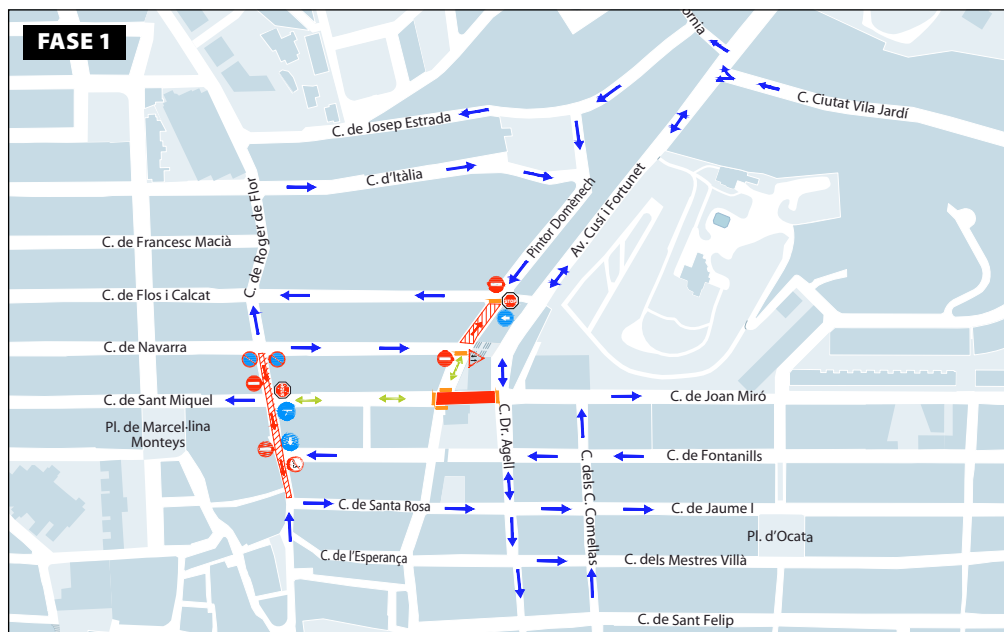 FASE 1
ornia
C. Ciutat Vila Jardí
C. de Josep Estrada
C. d'Itàlia
C. de Roger de Flor
Pintor Domènech
Av. Cusí i Fortunet
C. de Francesc Macià
C. de Flos i Calcat
STOP
C. de Navarra
C. de Sant Miquel
C. de Joan Miró
Pl. de Marcel·lina
Monteys
C. Dr. Agell
C. dels C. Comellas
C. de Fontanills
C. de Santa Rosa
C. de Jaume I
Pl. d'Ocata
C. de l'Esperança
C. dels Mestres Villà
C. de Sant Felip